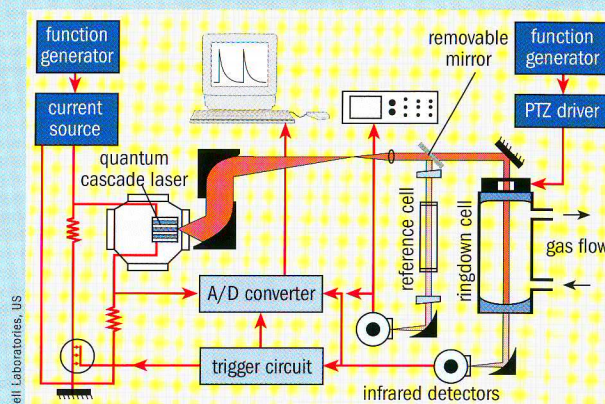 function
generator
current
source
quantum
cascade laser
removable
mirror
function
generator
PTZ driver
reference cell
ringdown cell
gas flow
A/D converter
trigger circuit
infrared detectors
Laboratories, US